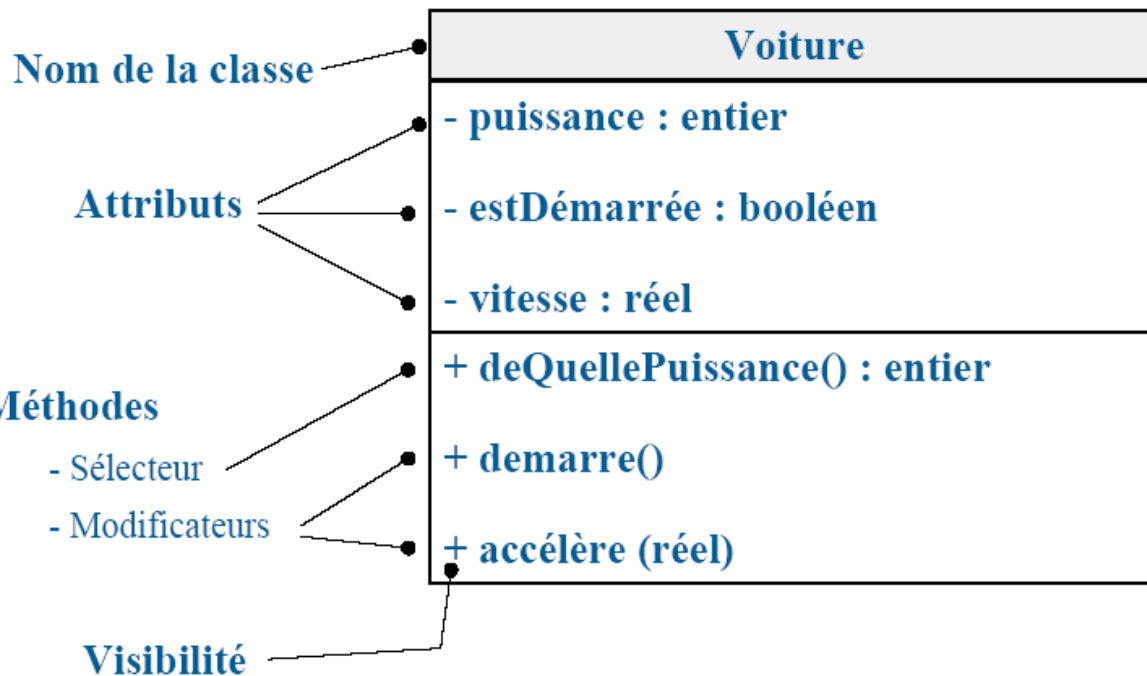 Voiture
Nom de la classe
- puissance : entier
Attributs
- estDémarrée : booléen
- vitesse : réel
+ deQuellePuissance() : entier
Méthodes
- Sélecteur
+ demarre()
- Modificateurs
+ accélère (réel)
Visibilité